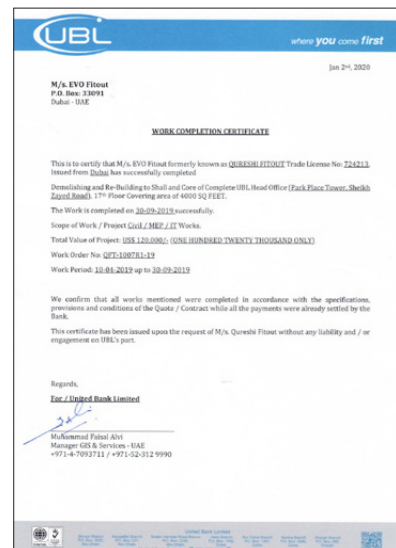 UBL
where you come first
Jan 2nd, 2020
M/s. EVO Fitout
P.O. Box: 33091
Dubai - UAE
WORK COMPLETION CERTIFICATE
This is to certify that M/s. EVO Fitout formerly known as QURESHI FITOUT Trade License No: 724213,
Issued from Dubai has successfully completed
Demolishing and Re-Building to Shall and Core of Complete UBL Head Office (Park Place Tower, Sheikh
Zayed Road), 17th Floor Covering area of 4000 SQ FEET.
The Work is completed on 30-09-2019 successfully.
Scope of Work / Project Civil / MEP / IT Works.
Total Value of Project: US$ 120,000/- (ONE HUNDRED TWENTY THOUSAND ONLY)
Work Order No: QFT-1007R1-19
Work Period: 10-04-2019 up to 30-09-2019
We confirm that all works mentioned were completed in accordance with the specifications,
provisions and conditions of the Quote / Contract while all the payments were already settled by the
Bank.
This certificate has been issued upon the request of M/s. Qureshi Fitout without any liability and / or
engagement on UBL's part.
Regards,
For / United Bank Limited
Muhammad Faisal Alvi
Manager GIS & Services - UAE
+971-4-7093711 / +971-52-312 9990
United Bank Limited